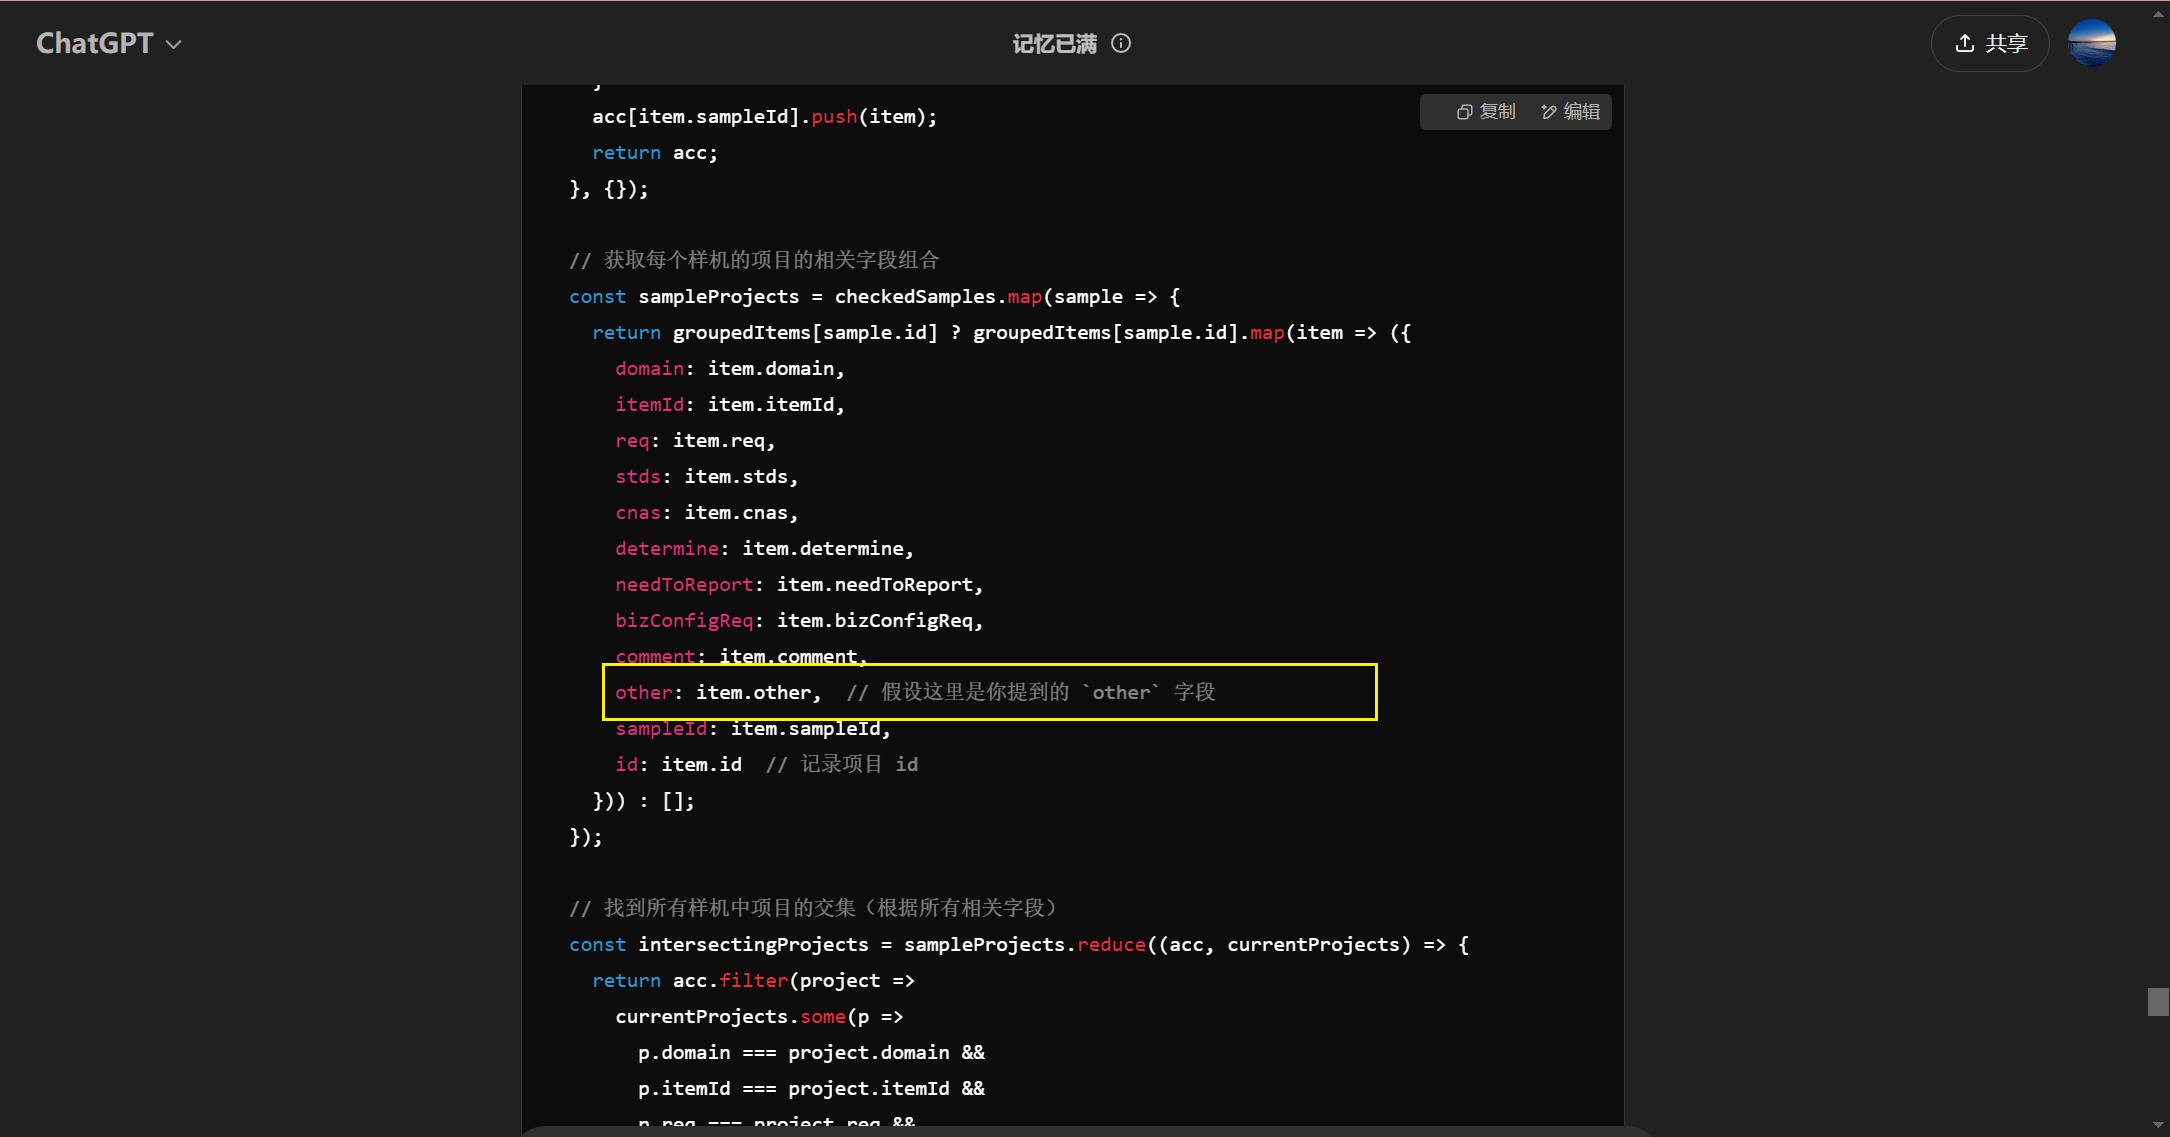 ChatGPT
记忆已满
共享
复制 编辑
acc[item.sampleId].push(item);
return acc;
}, {});
// 获取每个样机的项目的相关字段组合
const sampleProjects = checkedSamples.map(sample => {
return groupedItems[sample.id] ? groupedItems[sample.id].map(item => ({
domain: item.domain,
itemId: item.itemId,
req: item.req,
stds: item.stds,
cnas: item.cnas,
determine: item.determine,
needToReport: item.needToReport,
bizConfigReq: item.bizConfigReq,
comment: item.comment,
other: item.other,  // 假设这里是你提到的 `other` 字段
sampleId: item.sampleId,
id: item.id  // 记录项目 id
})) : [];
});
// 找到所有样机中项目的交集（根据所有相关字段）
const intersectingProjects = sampleProjects.reduce((acc, currentProjects) => {
return acc.filter(project =>
currentProjects.some(p =>
p.domain === project.domain &&
p.itemId === project.itemId &&
p.req === project.req &&